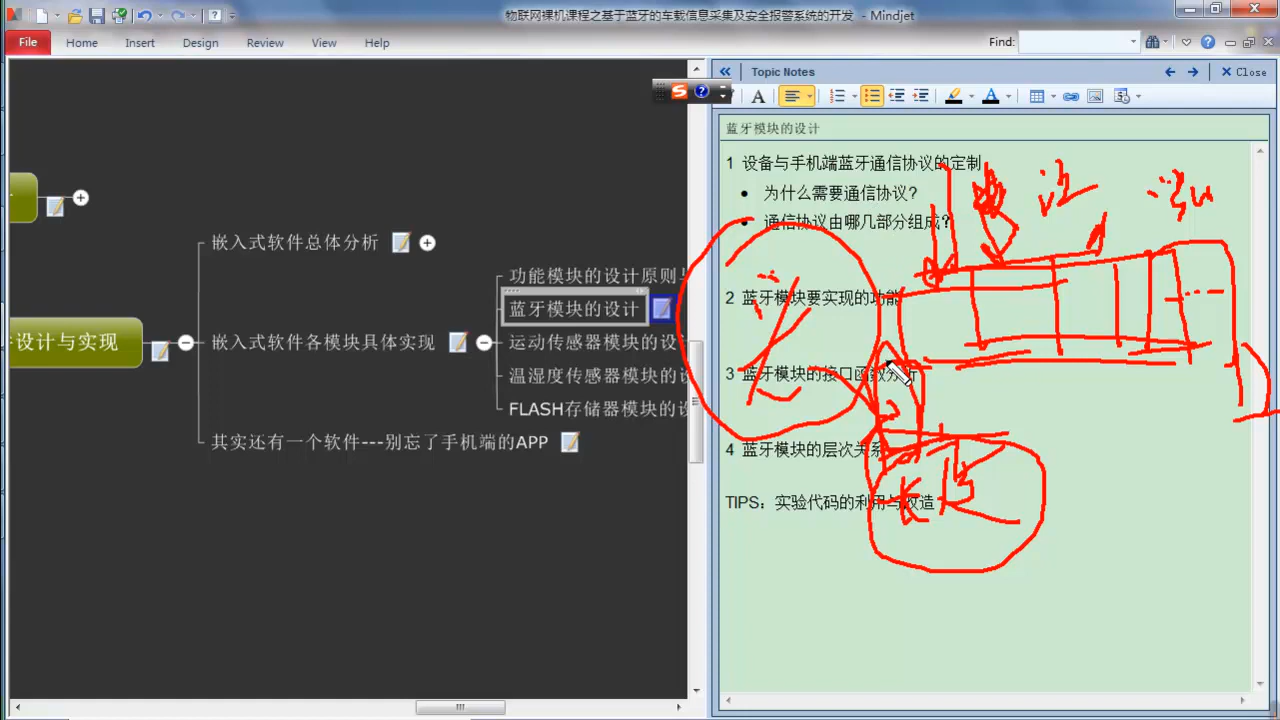 物联网裸机课程之基于蓝牙的车载信息采集及安全报警系统的开发 - Mindjet
File Home Insert Design Review View Help Find:
Topic Notes Close
蓝牙模块的设计
1 设备与手机端蓝牙通信协议的定制
• 为什么需要通信协议?
• 通信协议由哪几部分组成?
2 蓝牙模块要实现的功能
3 蓝牙模块的接口函数分析
4 蓝牙模块的层次关系
TIPS：实验代码的利用与改造
设计与实现
嵌入式软件总体分析
嵌入式软件各模块具体实现
功能模块的设计原则
蓝牙模块的设计
运动传感器模块的设
温湿度传感器模块的设
FLASH存储器模块的设
其实还有一个软件---别忘了手机端的APP
长度